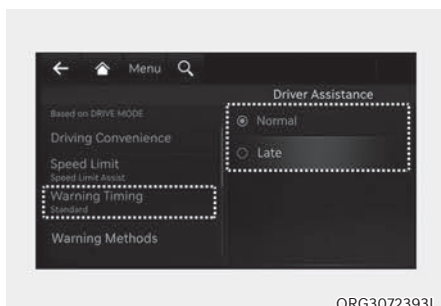 Menu
Driver Assistance
Based on DRIVE MODE
Driving Convenience
Speed Limit
Speed Limit Assist
Warning Timing
Standard
Warning Methods
Normal
Late
ORG3072393L